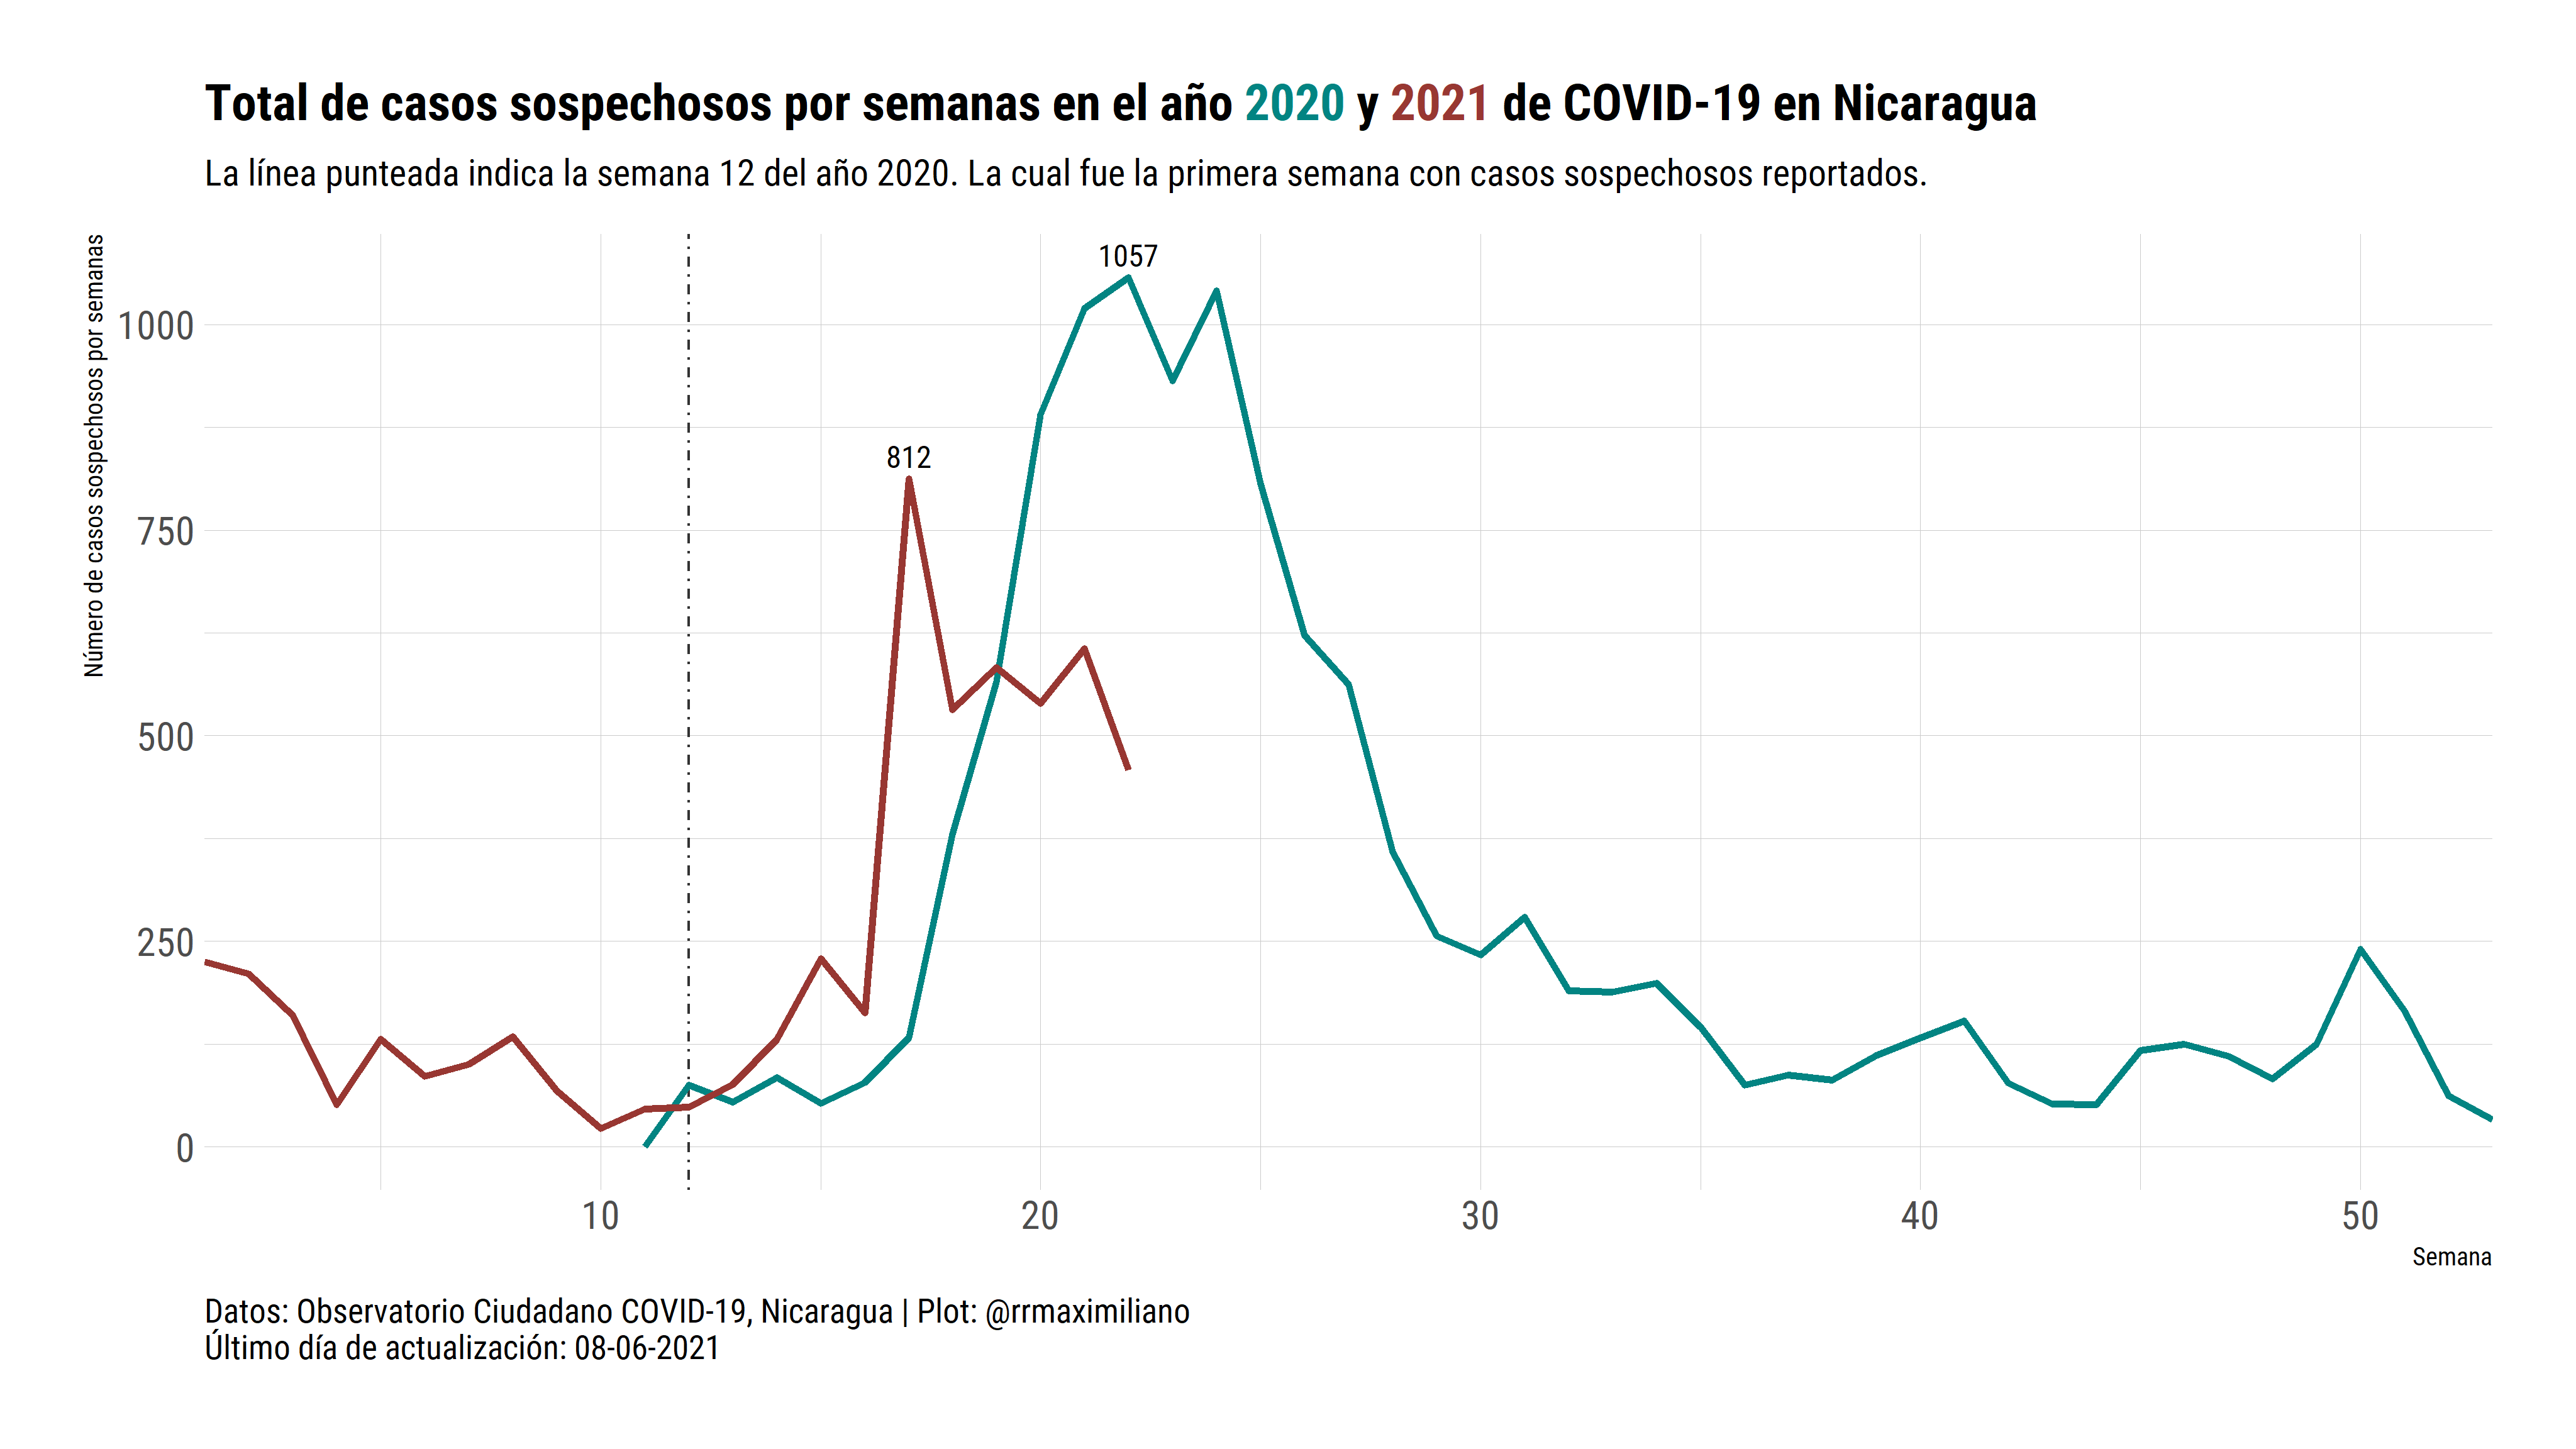 Total de casos sospechosos por semanas en el año 2020 y 2021 de COVID-19 en Nicaragua
La línea punteada indica la semana 12 del año 2020. La cual fue la primera semana con casos sospechosos reportados.
Número de casos sospechosos por semanas
1000
750
500
250
0
1057
812
10
20
30
40
50
Semana
Datos: Observatorio Ciudadano COVID-19, Nicaragua | Plot: @rrmaximiliano
Último día de actualización: 08-06-2021